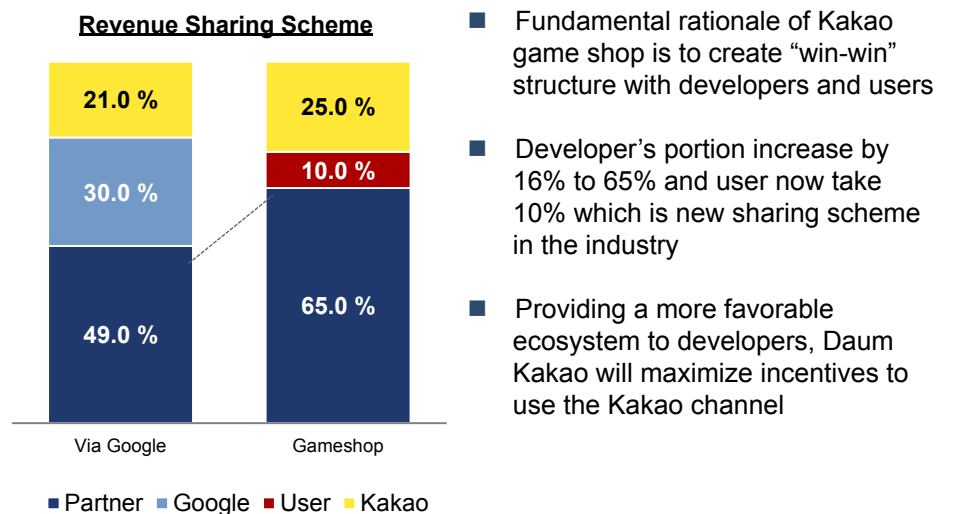 Revenue Sharing Scheme
21.0 %
30.0 %
49.0 %
25.0 %
10.0 %
65.0 %
Via Google
Gameshop
Partner Google User Kakao
Fundamental rationale of Kakao
game shop is to create “win-win”
structure with developers and users
Developer’s portion increase by
16% to 65% and user now take
10% which is new sharing scheme
in the industry
Providing a more favorable
ecosystem to developers, Daum
Kakao will maximize incentives to
use the Kakao channel